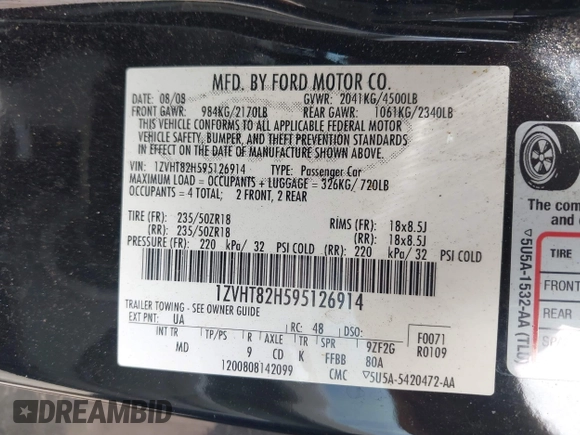 MFD. BY FORD MOTOR CO.
DATE: 08/08 GVWR: 2041KG/4500LB
FRONT GAWR: 984KG/2170LB REAR GAWR: 1061KG/2340LB
THIS VEHICLE CONFORMS TO ALL APPLICABLE FEDERAL MOTOR
VEHICLE SAFETY, BUMPER, AND THEFT PREVENTION STANDARDS
IN EFFECT ON THE DATE OF MANUFACTURE SHOWN ABOVE.
VIN: 1ZVHT82H595126914 TYPE: Passenger Car
MAXIMUM LOAD = OCCUPANTS + LUGGAGE = 326KG/ 720LB
OCCUPANTS = 4 TOTAL; 2 FRONT, 2 REAR
TIRE (FR): 235/50ZR18 RIMS (FR): 18x8.5J
(RR): 235/50ZR18 (RR): 18x8.5J
PRESSURE (FR): 220 kPa/ 32 PSI COLD (RR): 220 kPa/ 32 PSI COLD
1ZVHT82H595126914
TRAILER TOWING - SEE OWNER GUIDE
EXT PNT: UA RC: 48 DSO: F0071
INT TR TP/PS R AXLE TR SPR 9ZF2G R0109
MD 9 CD K FFBB 80A
1200808142099 CMC ▽5U5A-5420472-AA
The com
and
▽5U5A-1532-AA (TLU)
TIRE
FRONT
REAR
DREAMBID